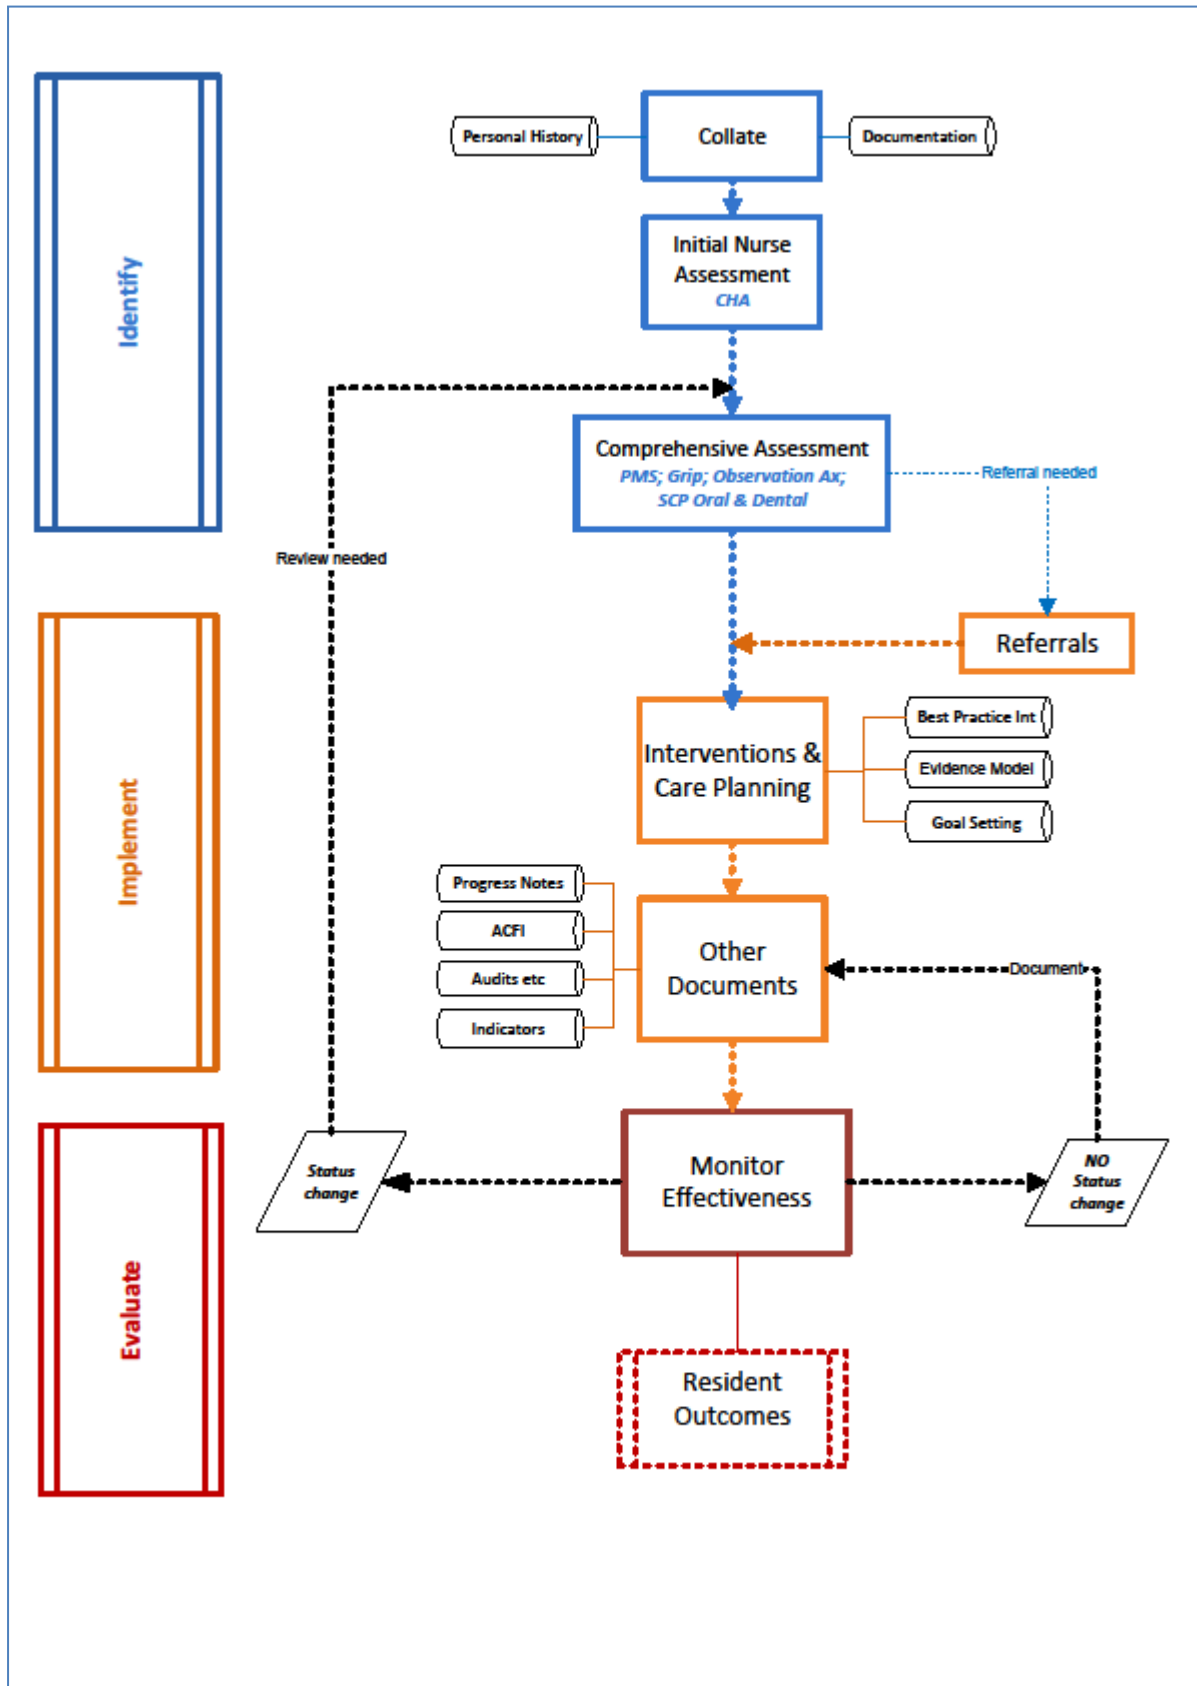 Identify
Personal History
Collate
Documentation
Initial Nurse
Assessment
CHA
Comprehensive Assessment
PMS; Grip; Observation Ax;
SCP Oral & Dental
Referral needed
Review needed
Implement
Referrals
Interventions &
Care Planning
Best Practice Int
Evidence Model
Goal Setting
Progress Notes
ACFI
Audits etc
Indicators
Other
Documents
Document
Evaluate
Status
change
Monitor
Effectiveness
NO
Status
change
Resident
Outcomes